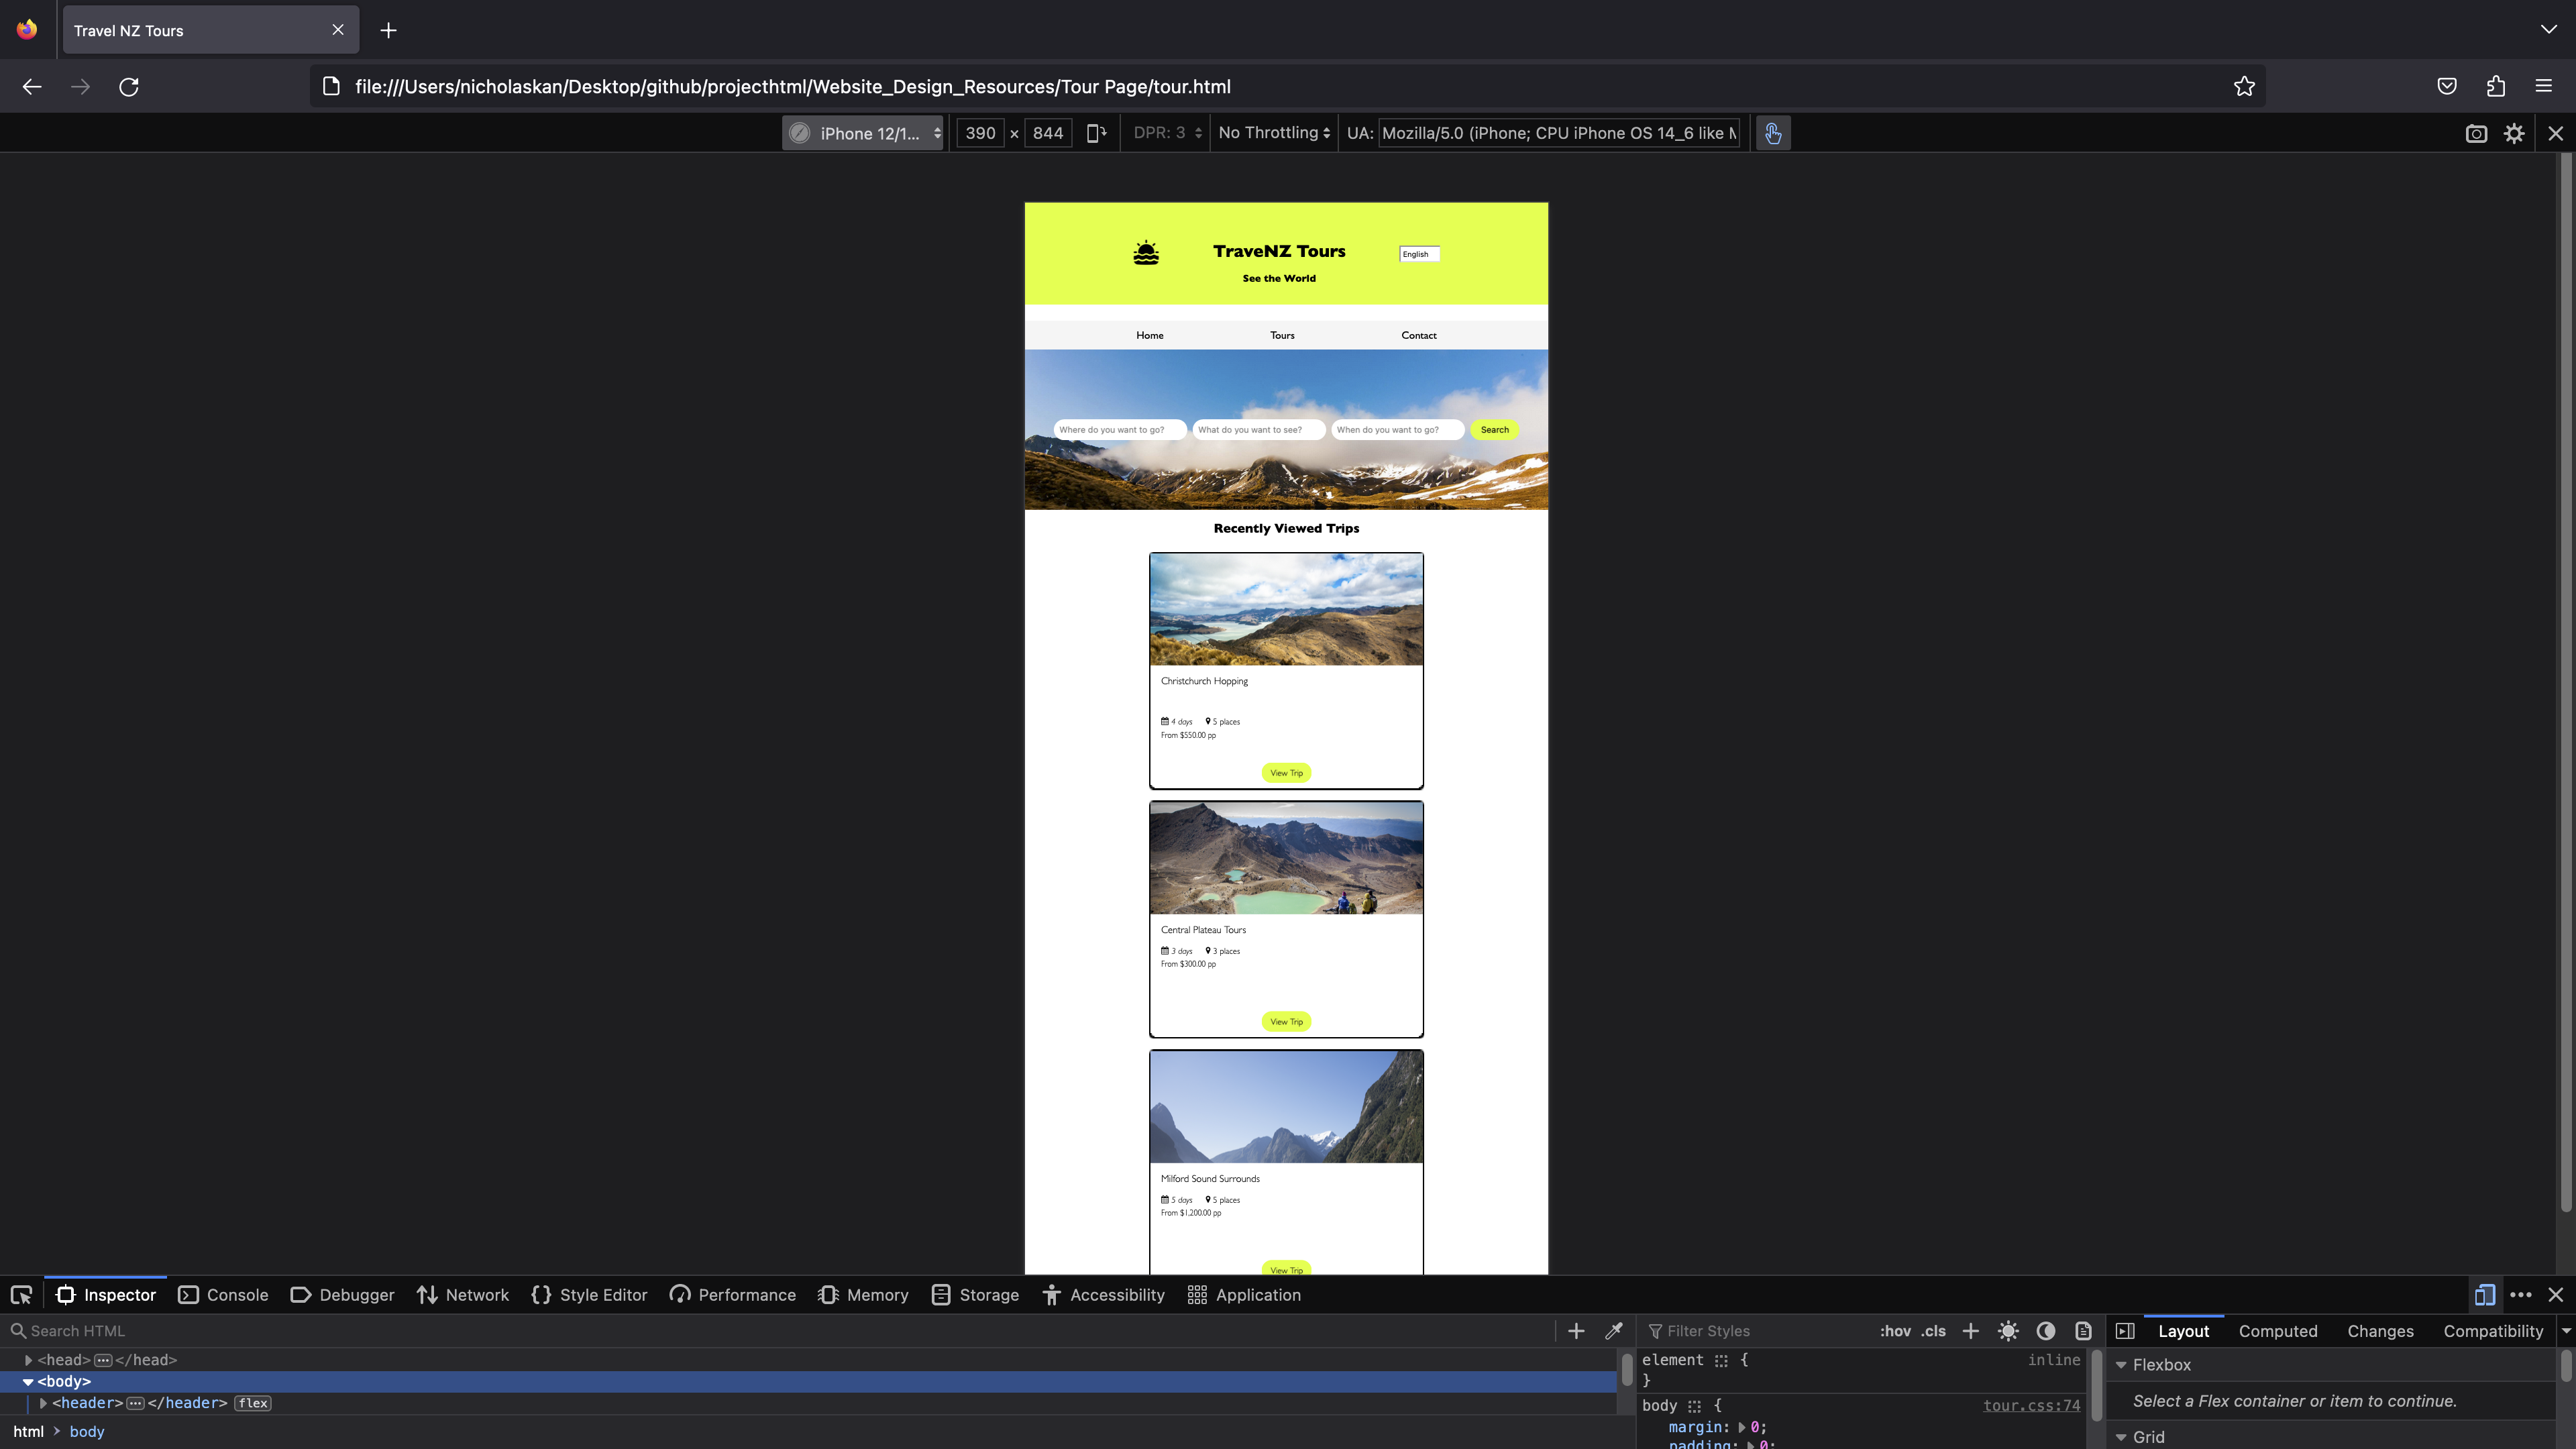 Travel NZ Tours
file:///Users/nicholaskan/Desktop/github/projecthtml/Website_Design_Resources/Tour Page/tour.html
iPhone 12/1... 390 × 844 DPR: 3 No Throttling UA: Mozilla/5.0 (iPhone; CPU iPhone OS 14_6 like M
TraveNZ Tours
English
See the World
Home Tours Contact
Where do you want to go? What do you want to see? When do you want to go? Search
Recently Viewed Trips
Christchurch Hopping
4 days 5 places
From $550.00 pp
View Trip
Central Plateau Tours
3 days 3 places
From $300.00 pp
View Trip
Milford Sound Surrounds
5 days 5 places
From $1,200.00 pp
View Trip
Inspector Console Debugger Network Style Editor Performance Memory Storage Accessibility Application
Search HTML
Filter Styles :hov .cls
Layout Computed Changes Compatibility
<head></head>
<body>
<header></header> flex
html > body
element { inline
}
body { tour.css:74
margin: 0;
padding: 0;
Flexbox
Select a Flex container or item to continue.
Grid